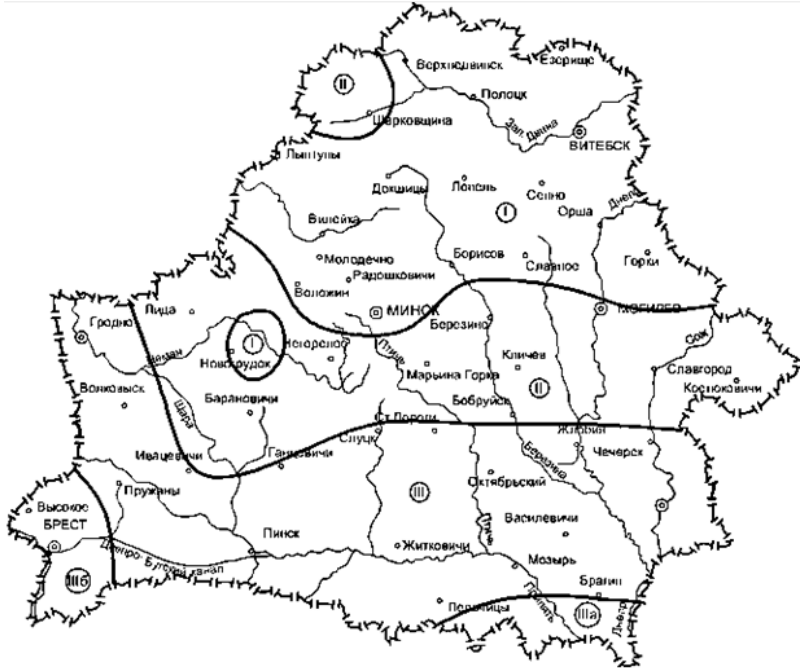 Верхнедвинск
Езерище
II
Полоцк
Шарковщина
Зап. Двина
ВИТЕБСК
Лынтупы
Докшицы
Лепель
Сенно
I
Орша
Днепр
Вилейка
Молодечно
Борисов
Славное
Горки
Радошковичи
Воложин
Лида
МИНСК
МОГИЛЕВ
Гродно
Березино
Неман
I
Негорелое
Новогрудок
Птичь
Сож
Кличев
Славгород
Марьина Горка
Костюковичи
Волковыск
II
Щара
Барановичи
Бобруйск
Ст. Дороги
Слуцк
Жлобин
Чечерск
Ивацевичи
Ганцевичи
Березина
Октябрьский
Пружаны
III
Высокое
БРЕСТ
Василевичи
Птичь
Пинск
Житковичи
Днепро-Бугский канал
Мозырь
IIIб
Брагин
Припять
IIIа
Днепр